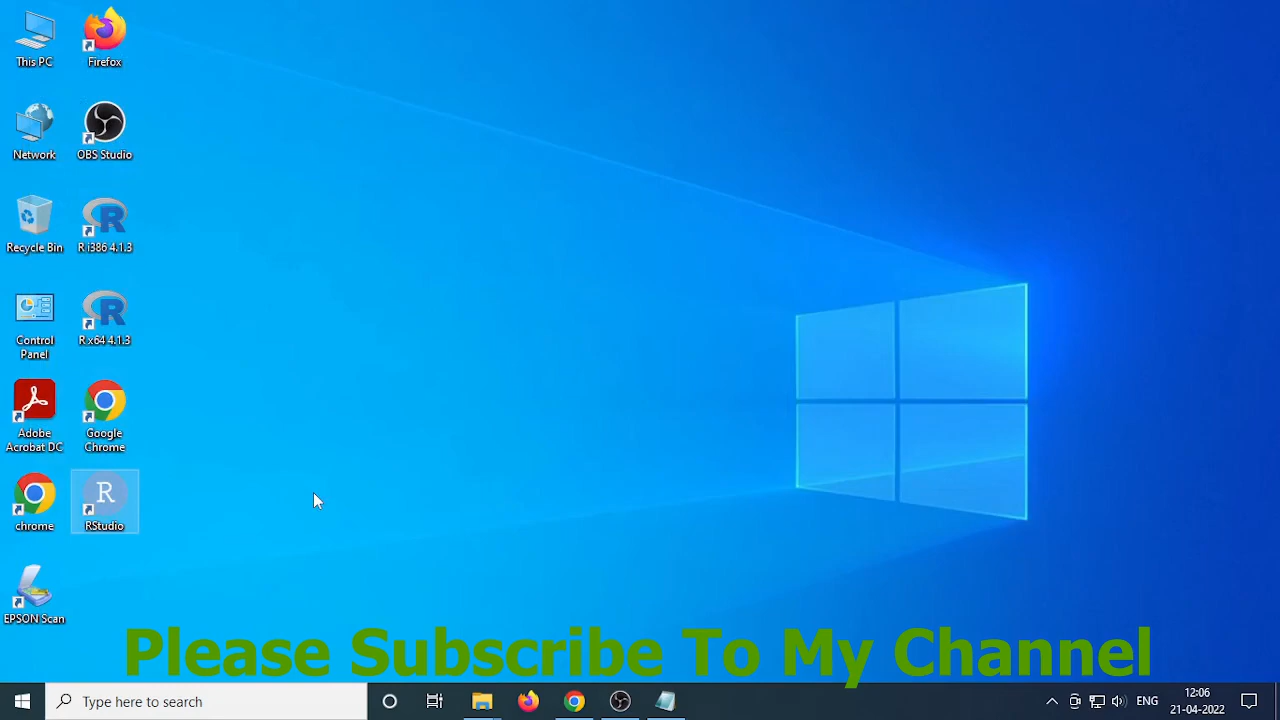 This PC
Firefox
Network
OBS Studio
Recycle Bin
R i386 4.1.3
Control
Panel
R x64 4.1.3
Adobe
Acrobat DC
Google
Chrome
chrome
R
RStudio
EPSON Scan
Please Subscribe To My Channel
Type here to search
ENG
12:06
21-04-2022